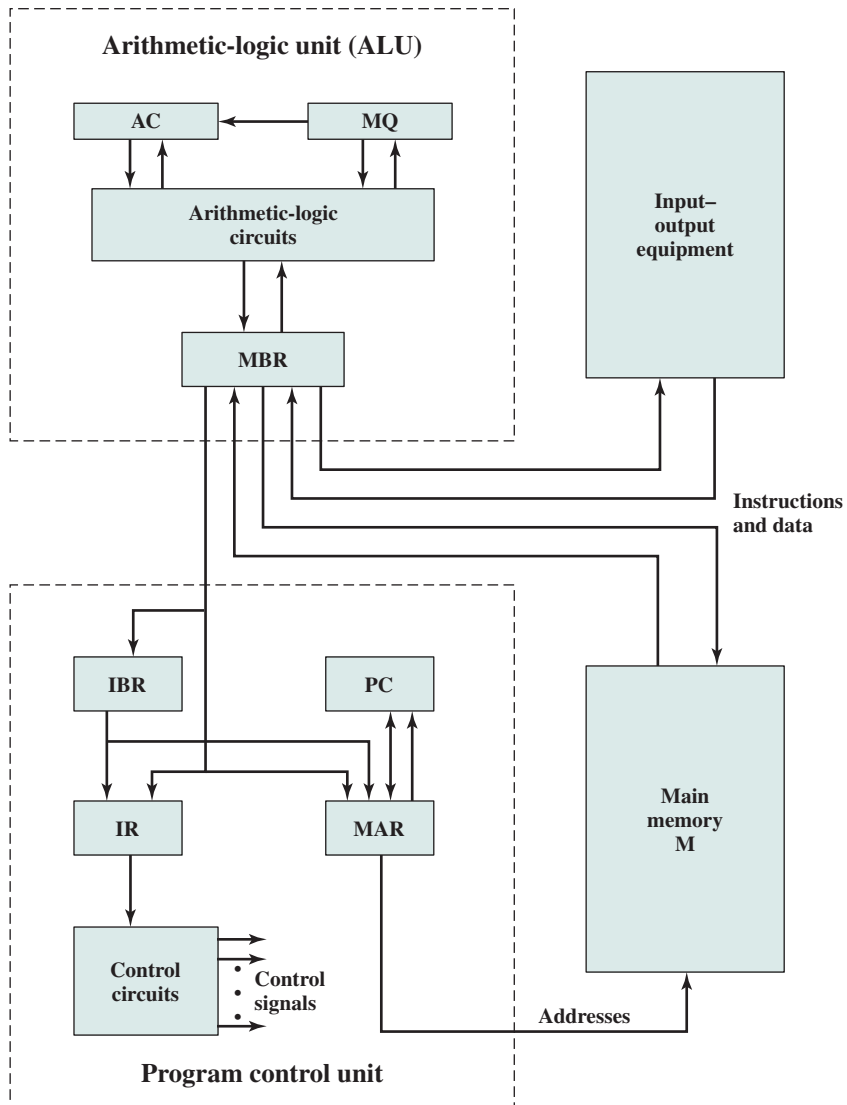 Arithmetic-logic unit (ALU)
AC
MQ
Arithmetic-logic
circuits
MBR
Input–
output
equipment
Instructions
and data
IBR
PC
IR
MAR
Main
memory
M
Control
circuits
Control
signals
Addresses
Program control unit